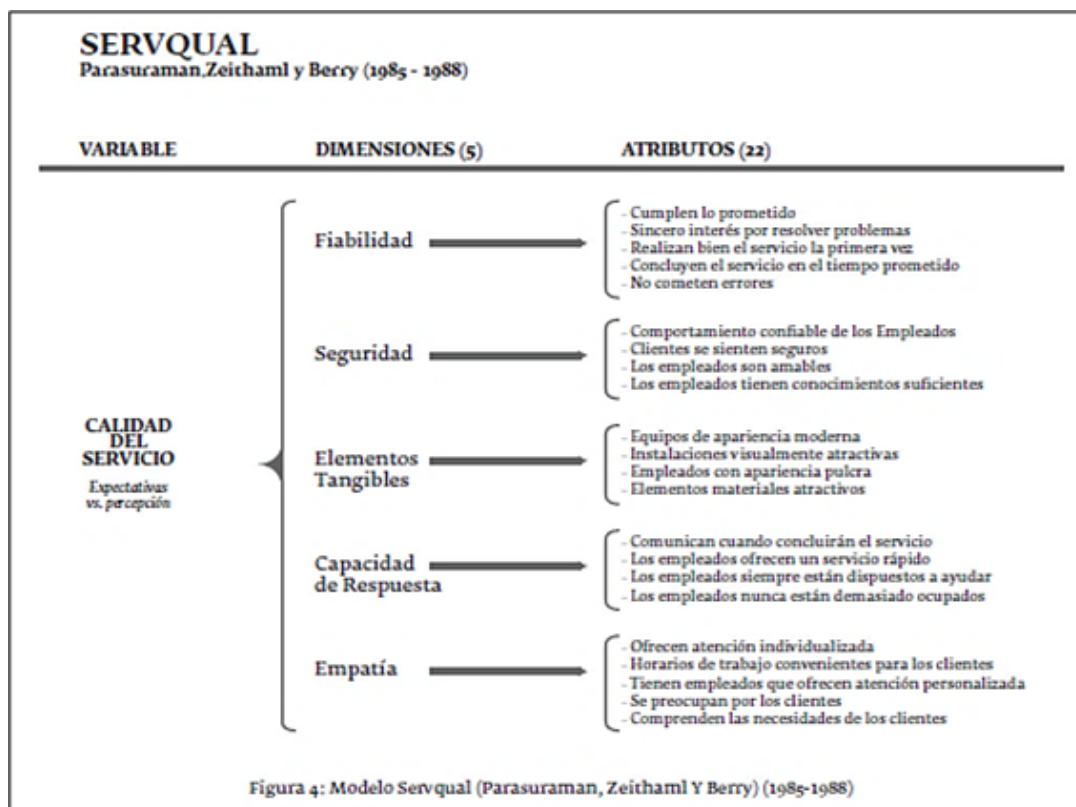 SERVQUAL
Parasuraman,Zeithaml y Berry (1985 - 1988)
VARIABLE
DIMENSIONES (5)
ATRIBUTOS (22)
CALIDAD
DEL
SERVICIO
Expectativas
vs. percepción
Fiabilidad
- Cumplen lo prometido
- Sincero interés por resolver problemas
- Realizan bien el servicio la primera vez
- Concluyen el servicio en el tiempo prometido
- No cometen errores
Seguridad
- Comportamiento confiable de los Empleados
- Clientes se sienten seguros
- Los empleados son amables
- Los empleados tienen conocimientos suficientes
Elementos
Tangibles
- Equipos de apariencia moderna
- Instalaciones visualmente atractivas
- Empleados con apariencia pulcra
- Elementos materiales atractivos
Capacidad
de Respuesta
- Comunican cuando concluirán el servicio
- Los empleados ofrecen un servicio rápido
- Los empleados siempre están dispuestos a ayudar
- Los empleados nunca están demasiado ocupados
Empatía
- Ofrecen atención individualizada
- Horarios de trabajo convenientes para los clientes
- Tienen empleados que ofrecen atención personalizada
- Se preocupan por los clientes
- Comprenden las necesidades de los clientes
Figura 4: Modelo Servqual (Parasuraman, Zeithaml Y Berry) (1985-1988)